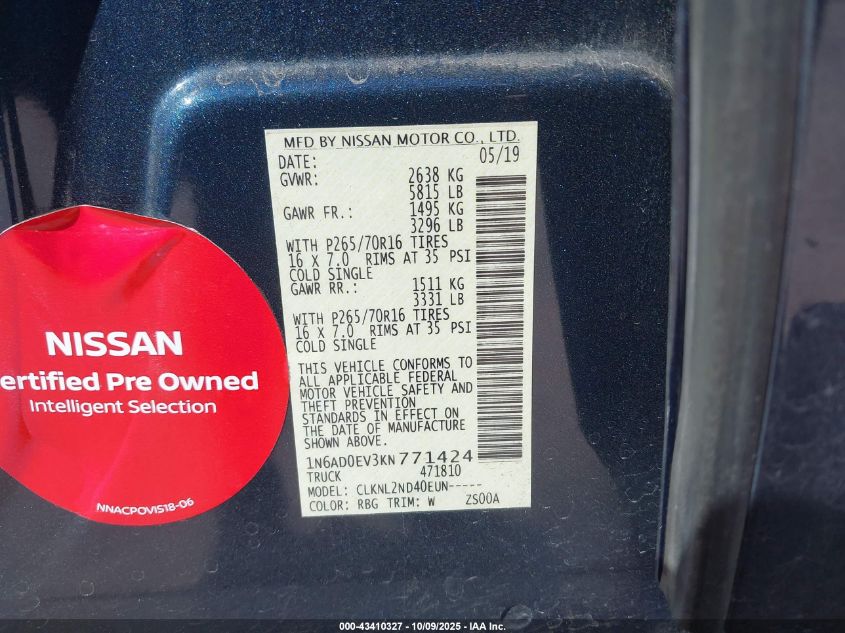 MFD BY NISSAN MOTOR CO., LTD.
DATE: 05/19
GVWR: 2638 KG
5815 LB
GAWR FR.: 1495 KG
3296 LB
WITH P265/70R16 TIRES
16 X 7.0 RIMS AT 35 PSI
COLD SINGLE
GAWR RR.: 1511 KG
3331 LB
WITH P265/70R16 TIRES
16 X 7.0 RIMS AT 35 PSI
COLD SINGLE
THIS VEHICLE CONFORMS TO
ALL APPLICABLE FEDERAL
MOTOR VEHICLE SAFETY AND
THEFT PREVENTION
STANDARDS IN EFFECT ON
THE DATE OF MANUFACTURE
SHOWN ABOVE.
1N6AD0EV3KN771424
TRUCK 471810
MODEL: CLKNL2ND40EUN-----
COLOR: RBG TRIM: W ZS00A
NISSAN
ertified Pre Owned
Intelligent Selection
NNACPOVIS18-06
000-43410327 - 10/09/2025 - IAA Inc.